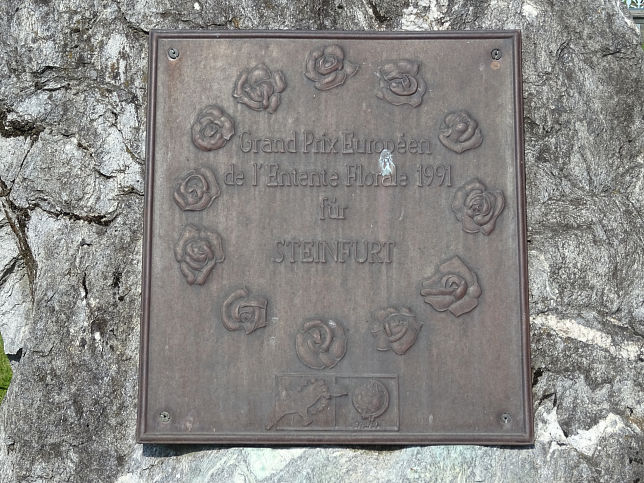 Grand Prix Européen
de l'Entente Florale 1991
für
STEINFURT